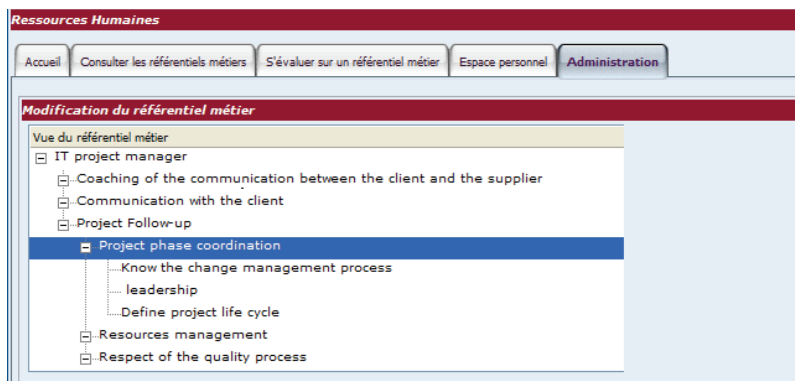 Ressources Humaines
Accueil Consulter les référentiels métiers S'évaluer sur un référentiel métier Espace personnel Administration
Modification du référentiel métier
Vue du référentiel métier
IT project manager
Coaching of the communication between the client and the supplier
Communication with the client
Project Follow-up
Project phase coordination
Know the change management process
leadership
Define project life cycle
Resources management
Respect of the quality process